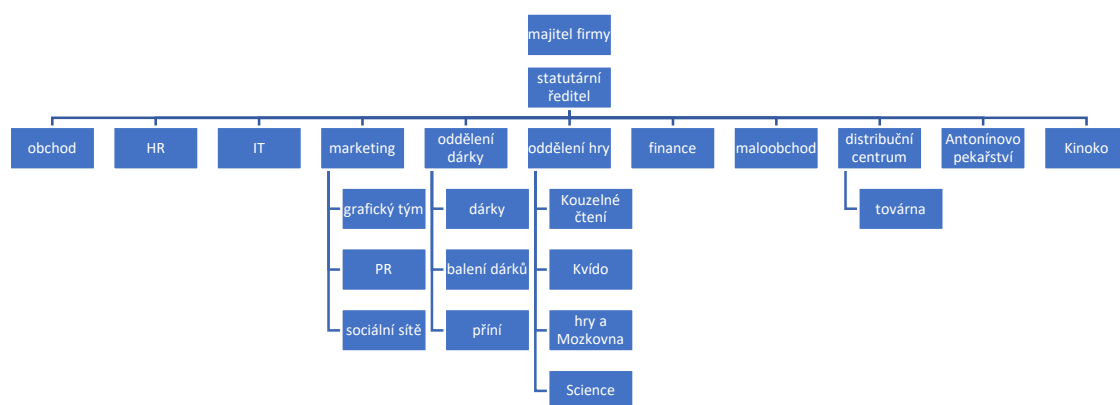 majitel firmy
statutární
ředitel
obchod
HR
IT
marketing
oddělení
dárky
oddělení hry
finance
maloobchod
distribuční
centrum
Antonínovo
pekařství
Kinoko
grafický tým
PR
sociální sítě
dárky
balení dárků
příní
Kouzelné
čtení
Kvído
hry a
Mozkovna
Science
továrna